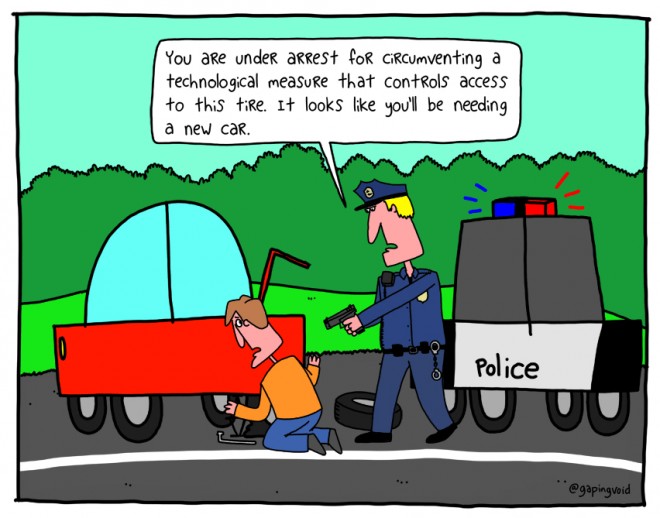 You are under arrest for circumventing a
technological measure that controls access
to this tire. It looks like you'll be needing
a new car.
Police
@gapingvoid